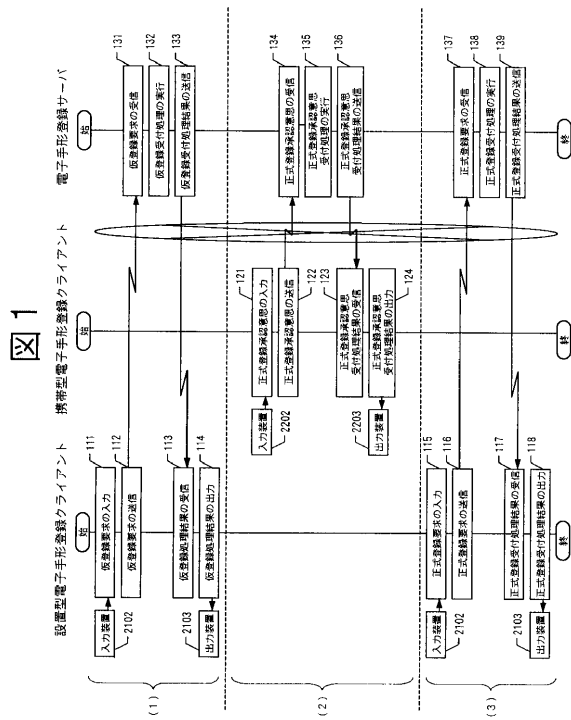 図1
設置型電子手形登録クライアント
携帯型電子手形登録クライアント
電子手形登録サーバ
始
始
始
(1)
入力装置
2102
仮登録要求の入力
111
仮登録要求の送信
112
仮登録要求の受信
131
仮登録受付処理の実行
132
仮登録受付処理結果の送信
133
仮登録処理結果の受信
113
仮登録処理結果の出力
114
出力装置
2103
(2)
入力装置
2202
正式登録承認意思の入力
121
正式登録承認意思の送信
122
正式登録承認意思の受信
134
正式登録承認意思
受付処理の実行
135
正式登録承認意思
受付処理結果の送信
136
正式登録承認意思
受付処理結果の受信
123
正式登録承認意思
受付処理結果の出力
124
出力装置
2203
(3)
入力装置
2102
正式登録要求の入力
115
正式登録要求の送信
116
正式登録要求の受信
137
正式登録受付処理の実行
138
正式登録受付処理結果の送信
139
正式登録受付処理結果の受信
117
正式登録受付処理結果の出力
118
出力装置
2103
終
終
終